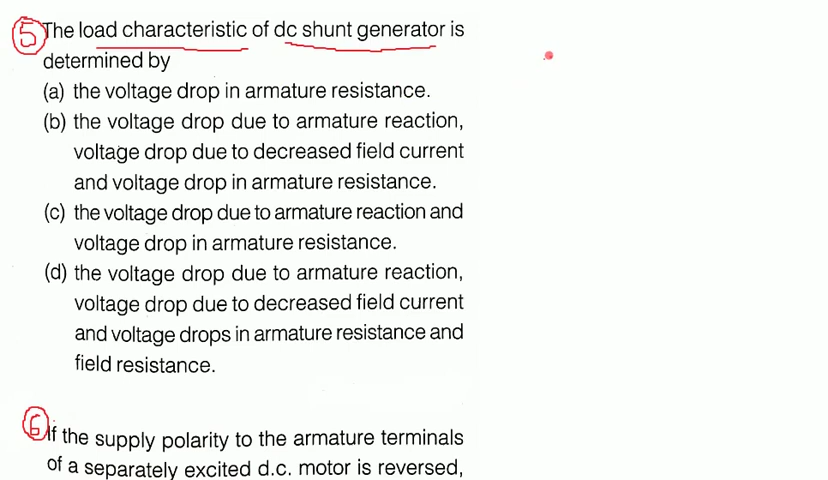 5 The load characteristic of dc shunt generator is
determined by
(a) the voltage drop in armature resistance.
(b) the voltage drop due to armature reaction,
voltage drop due to decreased field current
and voltage drop in armature resistance.
(c) the voltage drop due to armature reaction and
voltage drop in armature resistance.
(d) the voltage drop due to armature reaction,
voltage drop due to decreased field current
and voltage drops in armature resistance and
field resistance.
6 If the supply polarity to the armature terminals
of a separately excited d.c. motor is reversed,